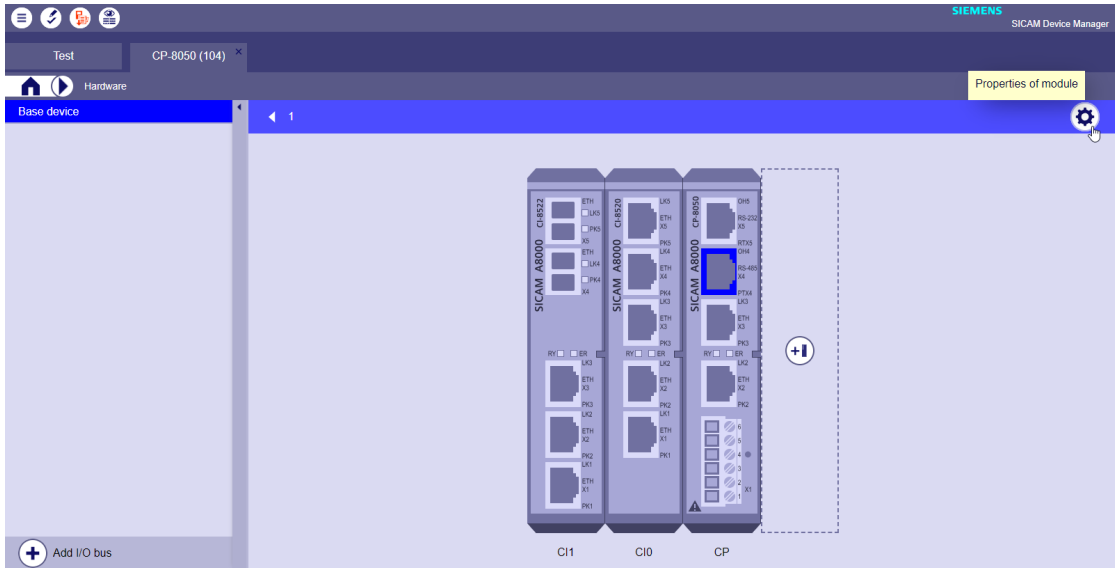 SIEMENS
SICAM Device Manager
Test
CP-8050 (104)
×
Hardware
Properties of module
Base device
1
CI-8522
SICAM A8000
ETH
LK5
PK5
X5
ETH
LK4
PK4
X4
RY
ER
LK3
ETH
X3
PK3
LK2
ETH
X2
PK2
LK1
ETH
X1
PK1
CI-8520
SICAM A8000
LK5
ETH
X5
PK5
LK4
ETH
X4
PK4
LK3
ETH
X3
PK3
RY
ER
LK2
ETH
X2
PK2
LK1
ETH
X1
PK1
CP-8050
SICAM A8000
OH5
RS-232
X5
RTX5
OH4
RS-485
X4
PTX4
LK3
ETH
X3
PK3
RY
ER
LK2
ETH
X2
PK2
6
5
4
3
2
1
X1
Add I/O bus
CI1
CI0
CP